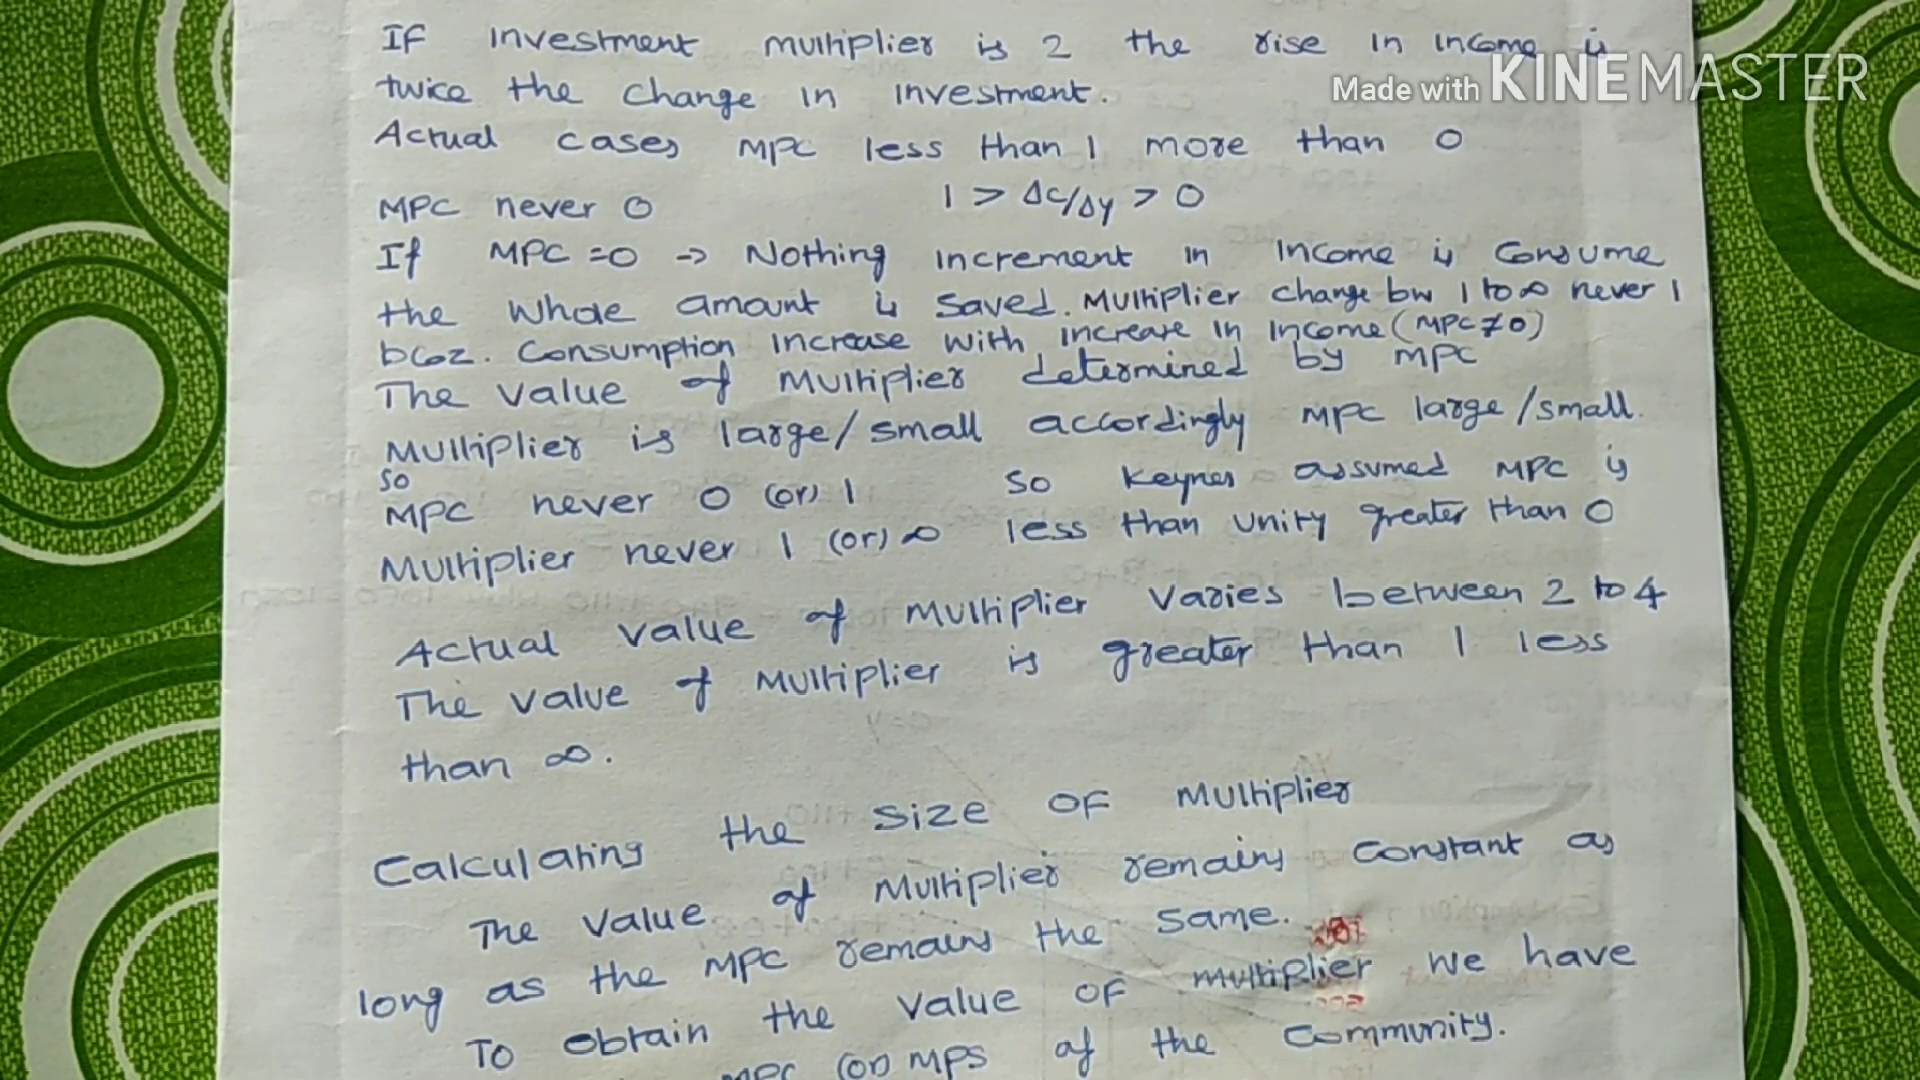 If investment multiplier is 2 the rise in income is
twice the change in investment.
Made with KINEMASTER
Actual cases MPC less than 1 more than 0
MPC never 0 1 > ΔC/ΔY > 0
If MPC =0 → Nothing increment in Income is Consume
the whole amount is saved. Multiplier change bw 1 to ∞ never 1
bcoz. Consumption increase with increase in income (MPC≠0)
The value of Multiplier determined by MPC
Multiplier is large/small accordingly MPC large/small.
so
MPC never 0 (or) 1 So Keynes assumed MPC is
Multiplier never 1 (or) ∞ less than unity greater than 0
Actual value of multiplier varies between 2 to 4
The value of Multiplier is greater than 1 less
than ∞.
Calculating the size of Multiplier
The value of Multiplier remains constant as
long as the MPC remains the same.
To obtain the value of multiplier we have
MPC (or) MPS of the Community.